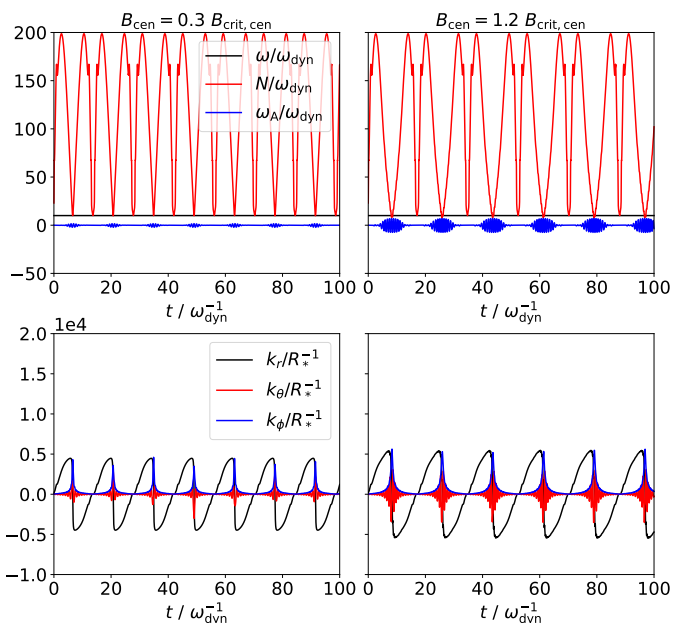 B_cen = 0.3 B_crit, cen
B_cen = 1.2 B_crit, cen
200
150
100
50
0
−50
ω/ω_dyn
N/ω_dyn
ω_A/ω_dyn
0 20 40 60 80 100
0 20 40 60 80 100
t / ω_dyn^−1
t / ω_dyn^−1
1e4
2.0
1.5
1.0
0.5
0.0
−0.5
−1.0
k_r/R_*^−1
k_θ/R_*^−1
k_ϕ/R_*^−1
0 20 40 60 80 100
0 20 40 60 80 100
t / ω_dyn^−1
t / ω_dyn^−1